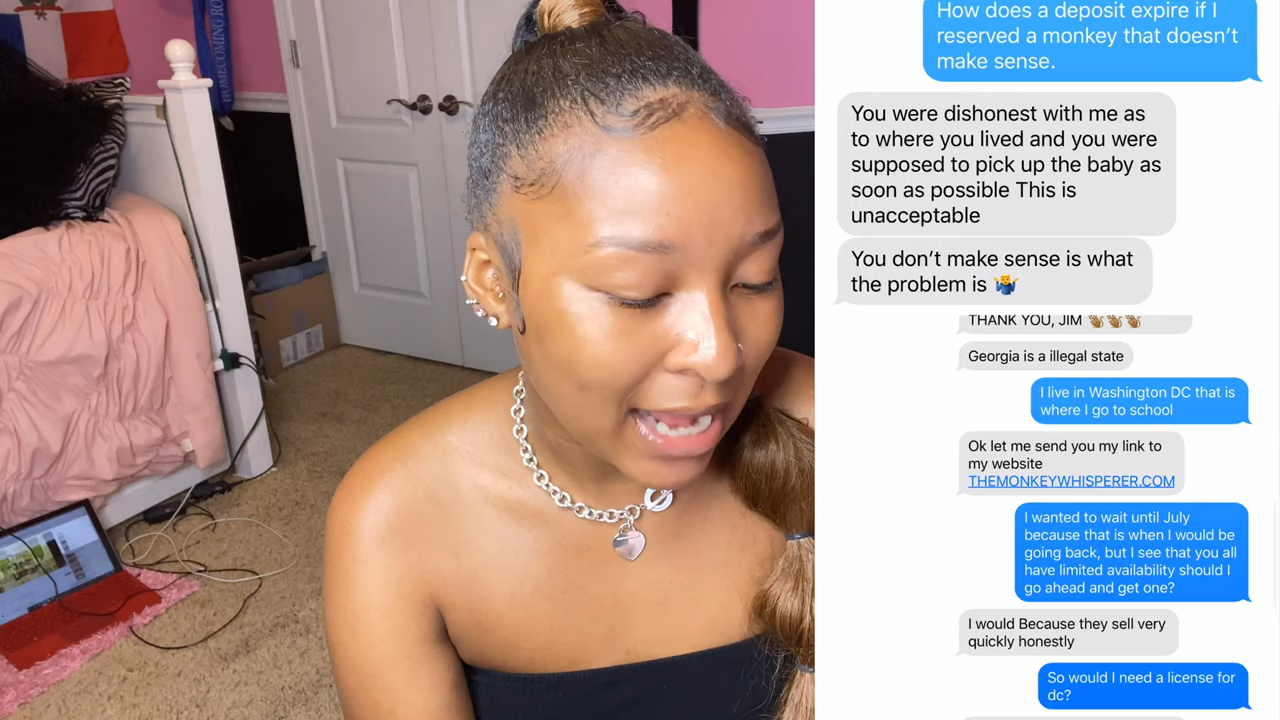 HOMECOMING RO
How does a deposit expire if I
reserved a monkey that doesn't
make sense.
You were dishonest with me as
to where you lived and you were
supposed to pick up the baby as
soon as possible This is
unacceptable
You don't make sense is what
the problem is 🤷‍♂️
THANK YOU, JIM 👏🏽👏🏽👏🏽
Georgia is a illegal state
I live in Washington DC that is
where I go to school
Ok let me send you my link to
my website
THEMONKEYWHISPERER.COM
I wanted to wait until July
because that is when I would be
going back, but I see that you all
have limited availability should I
go ahead and get one?
I would Because they sell very
quickly honestly
So would I need a license for
dc?